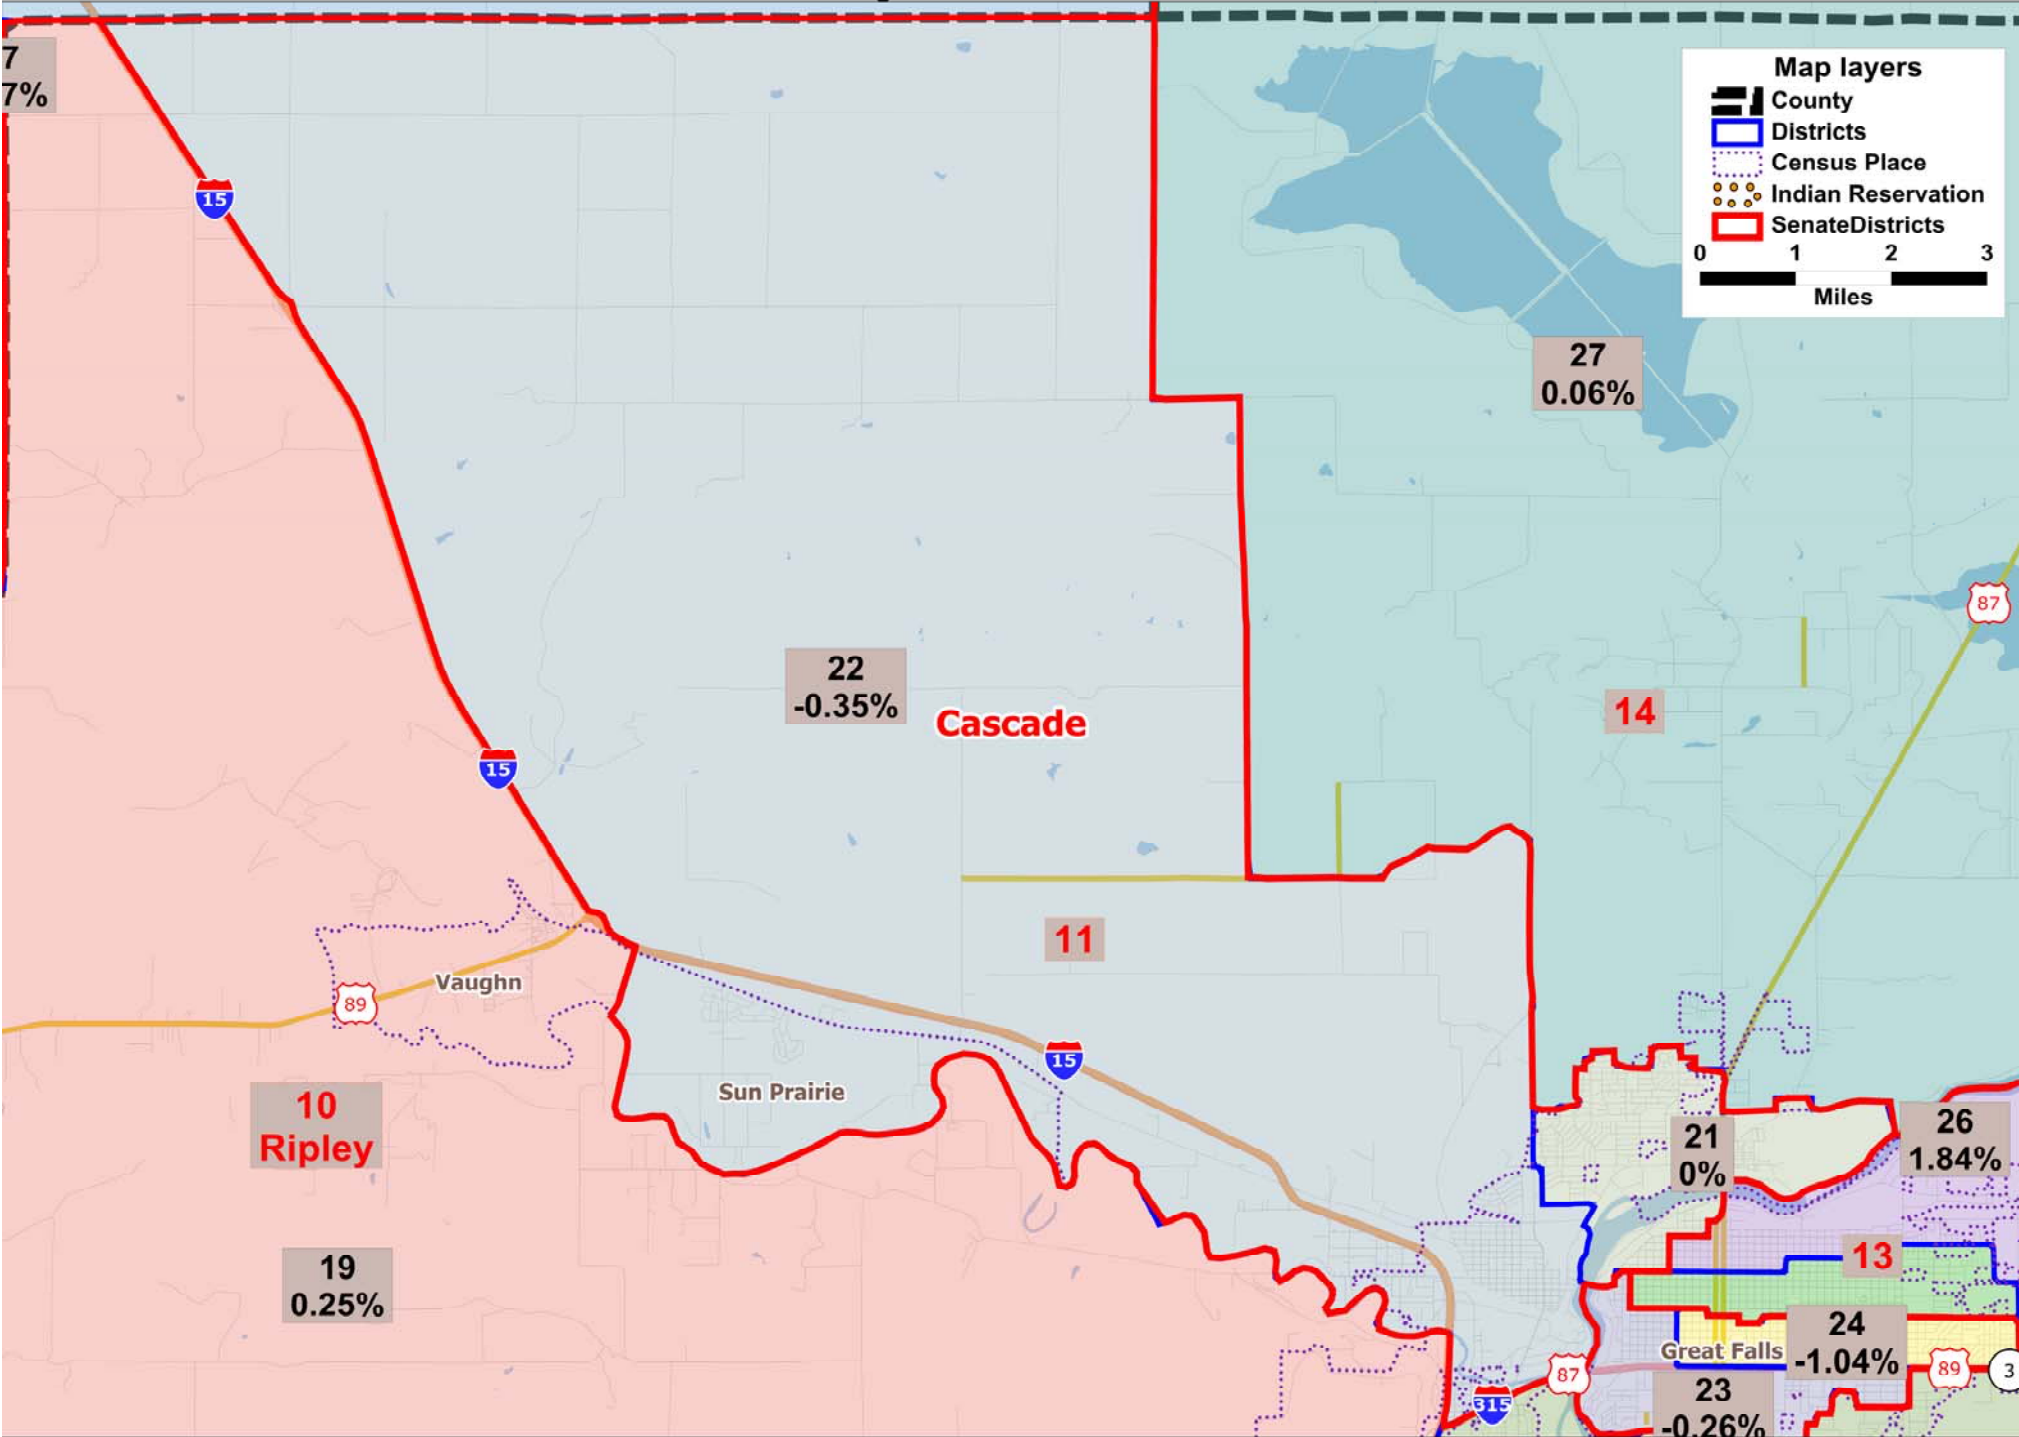 7
7%
Map layers
County
Districts
Census Place
Indian Reservation
SenateDistricts
0 1 2 3
Miles
15
27
0.06%
87
22
-0.35%
Cascade
14
15
11
Vaughn
89
15
Sun Prairie
10
Ripley
21
0%
26
1.84%
19
0.25%
13
24
-1.04%
Great Falls
87
89
3
23
-0.26%
315